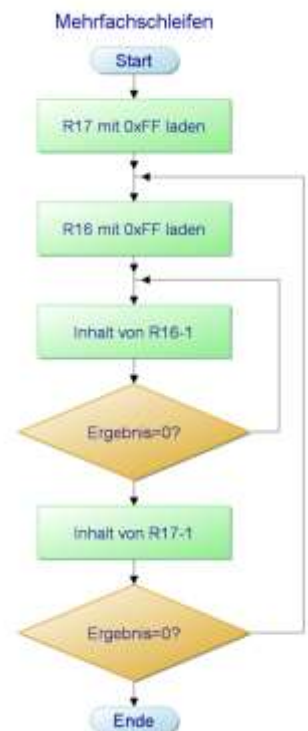 Mehrfachschleifen
Start
R17 mit 0xFF laden
R16 mit 0xFF laden
Inhalt von R16-1
Ergebnis=0?
Inhalt von R17-1
Ergebnis=0?
Ende